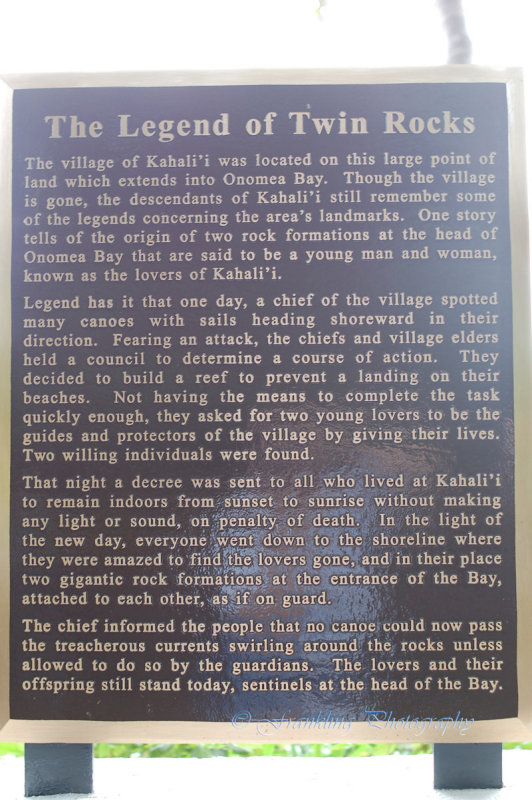 The Legend of Twin Rocks
The village of Kahali'i was located on this large point of
land which extends into Onomea Bay. Though the village
is gone, the descendants of Kahali'i still remember some
of the legends concerning the area's landmarks. One story
tells of the origin of two rock formations at the head of
Onomea Bay that are said to be a young man and woman,
known as the lovers of Kahali'i.
Legend has it that one day, a chief of the village spotted
many canoes with sails heading shoreward in their
direction. Fearing an attack, the chiefs and village elders
held a council to determine a course of action. They
decided to build a reef to prevent a landing on their
beaches. Not having the means to complete the task
quickly enough, they asked for two young lovers to be the
guides and protectors of the village by giving their lives.
Two willing individuals were found.
That night a decree was sent to all who lived at Kahali'i
to remain indoors from sunset to sunrise without making
any light or sound, on penalty of death. In the light of
the new day, everyone went down to the shoreline where
they were amazed to find the lovers gone, and in their place
two gigantic rock formations at the entrance of the Bay,
attached to each other, as if on guard.
The chief informed the people that no canoe could now pass
the treacherous currents swirling around the rocks unless
allowed to do so by the guardians. The lovers and their
offspring still stand today, sentinels at the head of the Bay.
© Franklina Photography